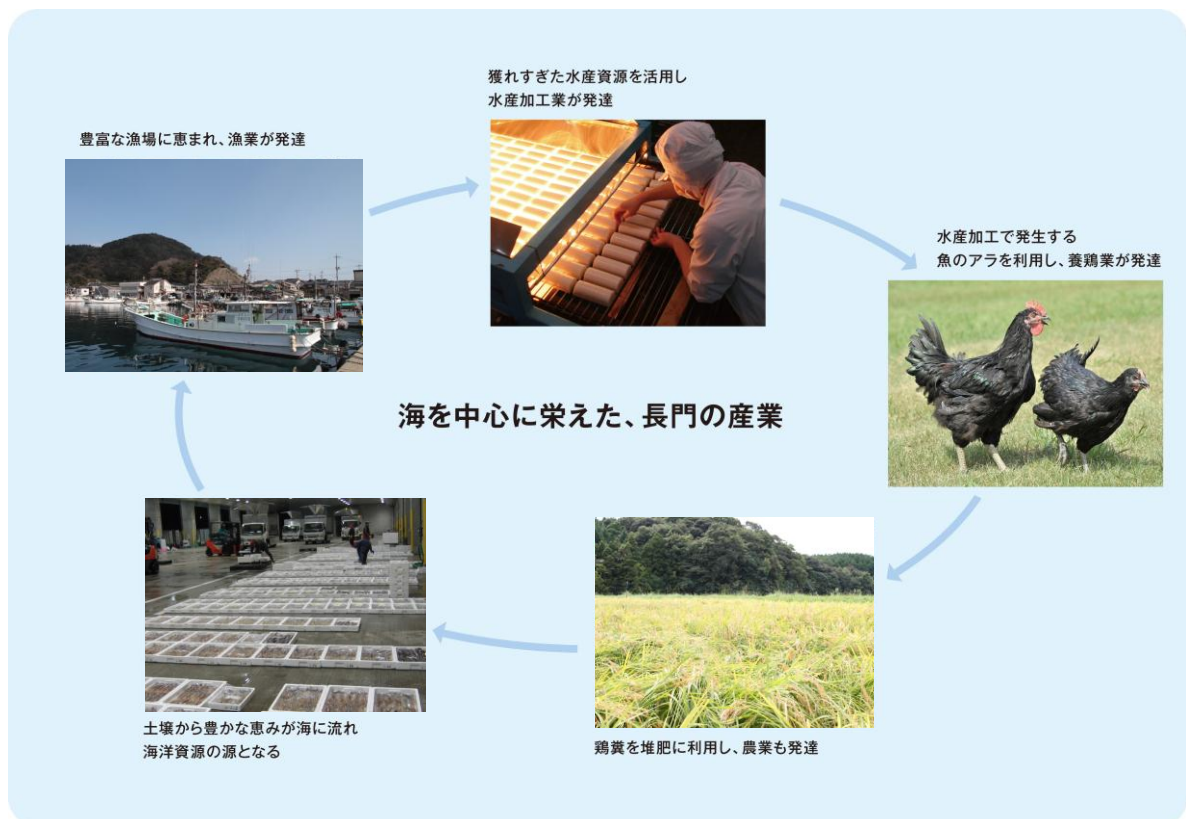 獲れすぎた水産資源を活用し
水産加工業が発達
豊富な漁場に恵まれ、漁業が発達
水産加工で発生する
魚のアラを利用し、養鶏業が発達
海を中心に栄えた、長門の産業
土壌から豊かな恵みが海に流れ
海洋資源の源となる
鶏糞を堆肥に利用し、農業も発達